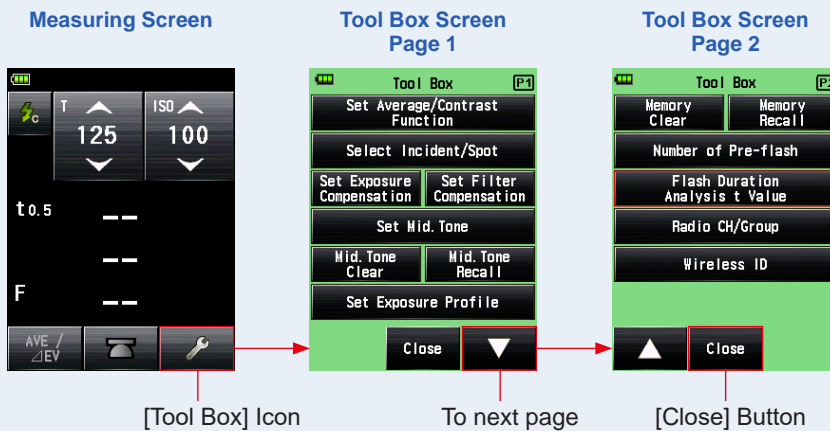 Measuring Screen
T
ISO
C
125
100
t0.5
--
--
F
--
AVE /
⊿EV
[Tool Box] Icon
Tool Box Screen
Page 1
Tool Box
P1
Set Average/Contrast
Function
Select Incident/Spot
Set Exposure
Compensation
Set Filter
Compensation
Set Mid.Tone
Mid.Tone
Clear
Mid.Tone
Recall
Set Exposure Profile
Close
To next page
Tool Box Screen
Page 2
Tool Box
Memory
Clear
Memory
Recall
Number of Pre-flash
Flash Duration
Analysis t Value
Radio CH/Group
Wireless ID
Close
[Close] Button